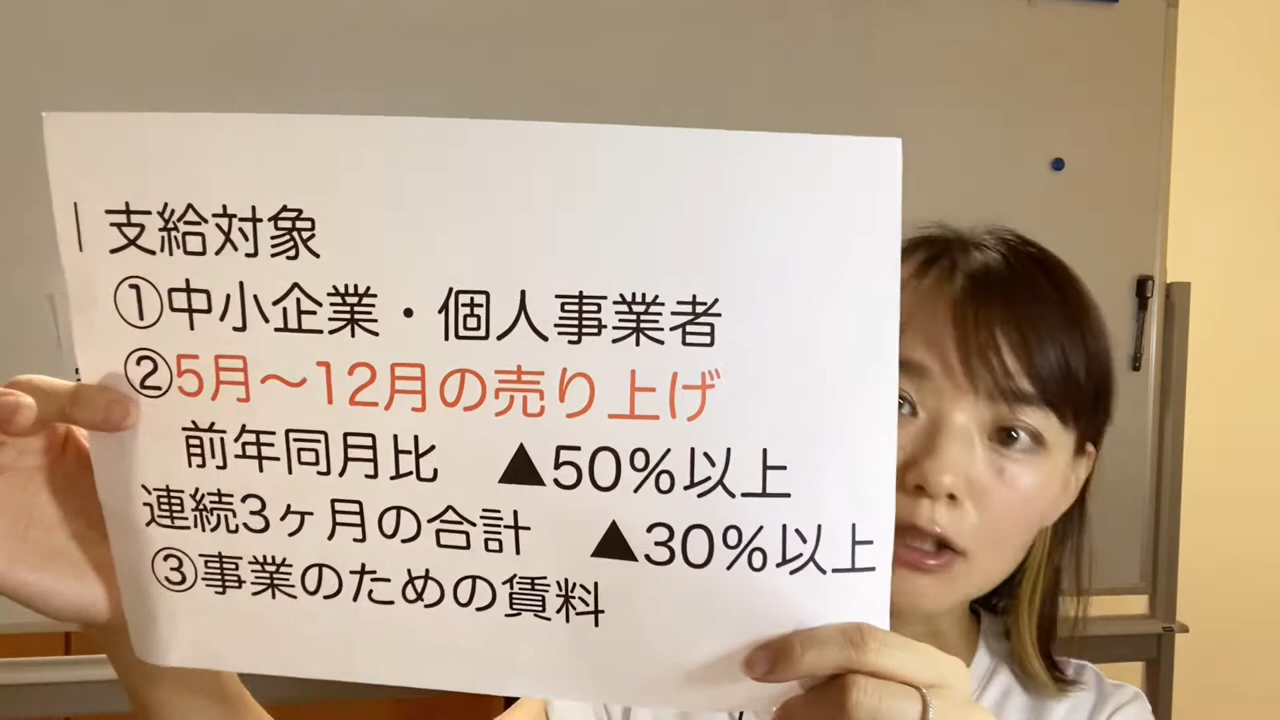 支給対象
①中小企業・個人事業者
②5月〜12月の売り上げ
前年同月比 ▲50%以上
連続3ヶ月の合計 ▲30%以上
③事業のための賃料